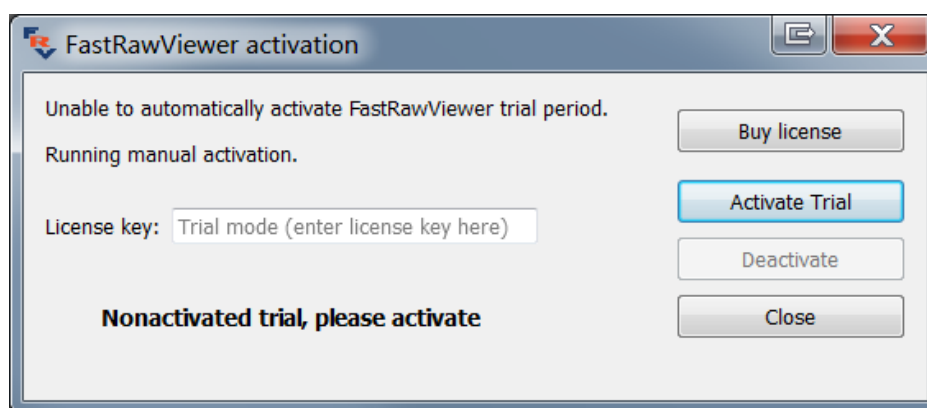 FastRawViewer activation
Unable to automatically activate FastRawViewer trial period.
Running manual activation.
License key: Trial mode (enter license key here)
Nonactivated trial, please activate
Buy license
Activate Trial
Deactivate
Close